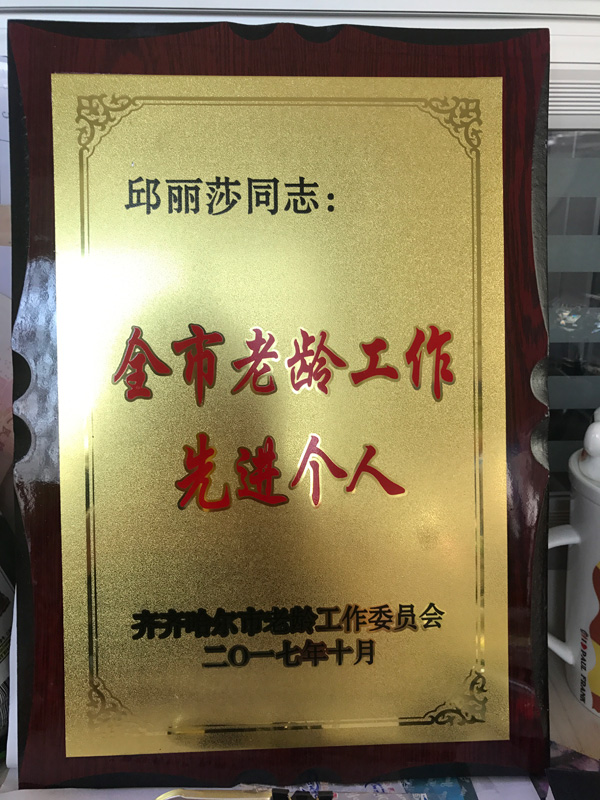 邱丽莎同志：
全市老龄工作
先进个人
齐齐哈尔市老龄工作委员会
二〇一七年十月